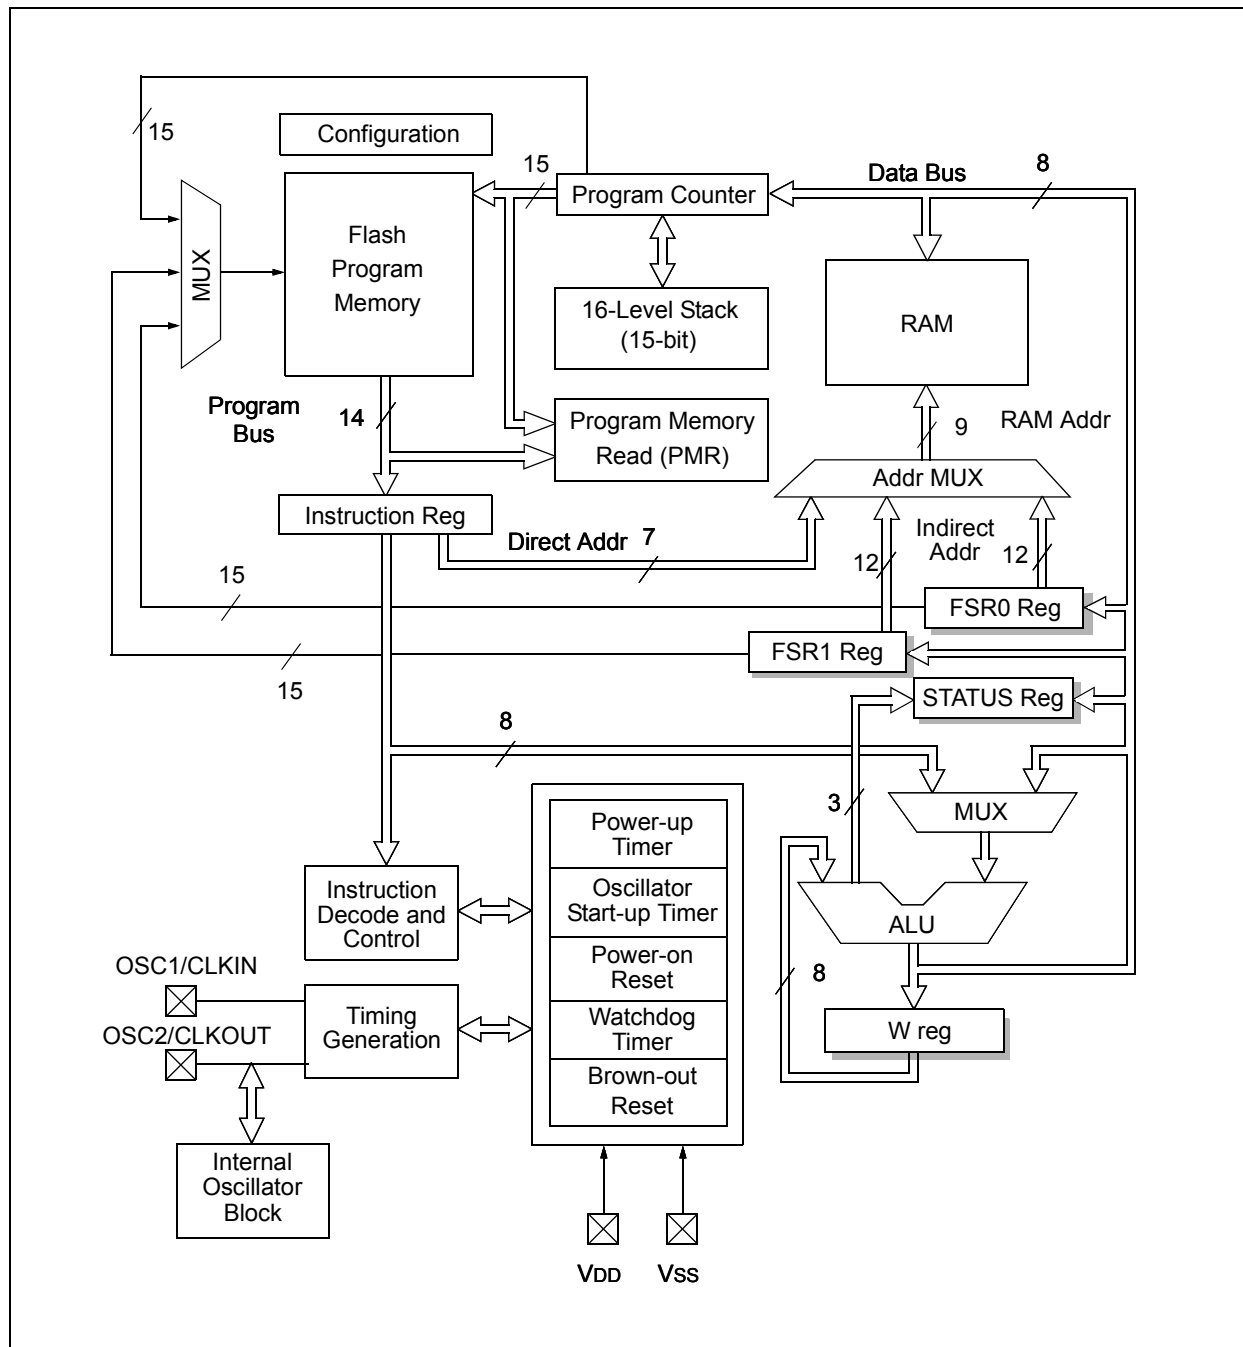 15
Configuration
15
Data Bus
8
Program Counter
MUX
Flash
Program
Memory
16-Level Stack
(15-bit)
RAM
Program
Bus
14
Program Memory
Read (PMR)
9
RAM Addr
Addr MUX
Instruction Reg
Direct Addr
7
Indirect
Addr
12
12
15
FSR0 Reg
FSR1 Reg
15
STATUS Reg
8
3
MUX
Power-up
Timer
Instruction
Decode and
Control
Oscillator
Start-up Timer
ALU
Power-on
Reset
8
OSC1/CLKIN
Timing
Generation
Watchdog
Timer
W reg
OSC2/CLKOUT
Brown-out
Reset
Internal
Oscillator
Block
VDD
VSS